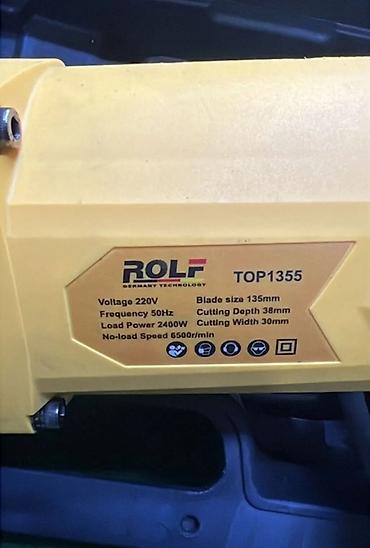 ROLF
GERMANY TECHNOLOGY
TOP1355
Voltage 220V
Frequency 50Hz
Load Power 2400W
No-load Speed 6500r/min
Blade size 135mm
Cutting Depth 38mm
Cutting Width 30mm